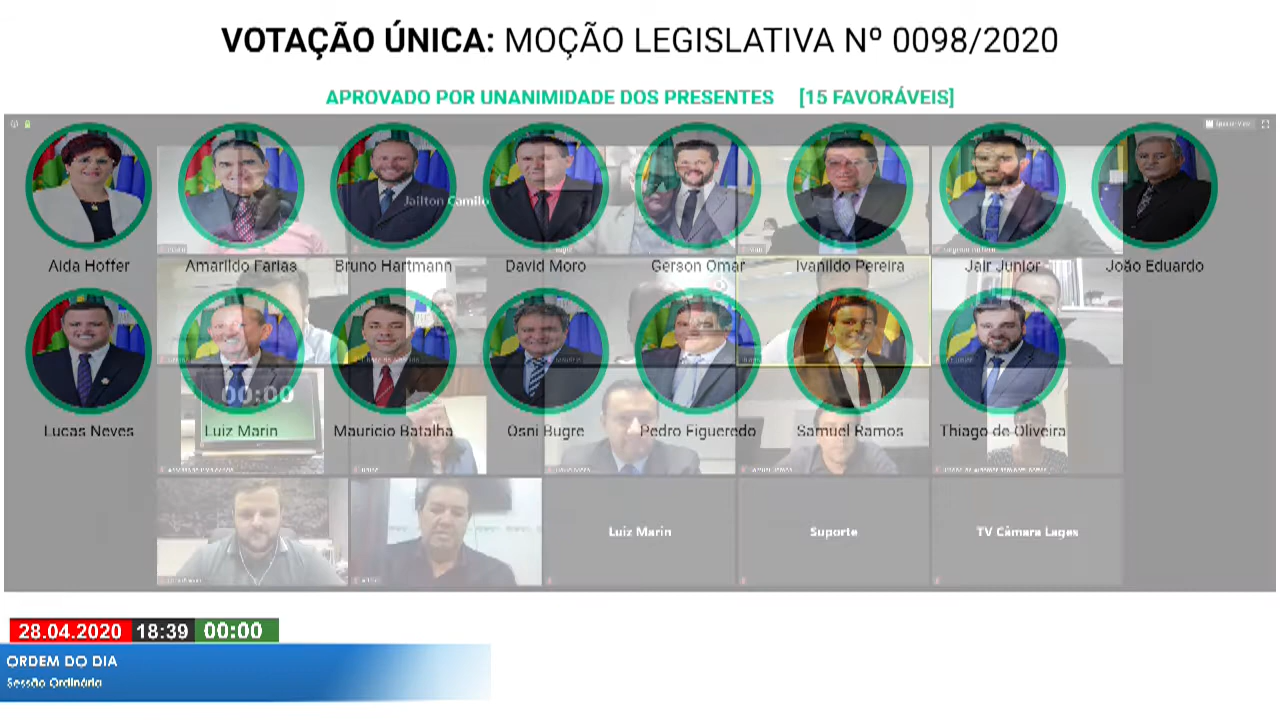 VOTAÇÃO ÚNICA: MOÇÃO LEGISLATIVA Nº 0098/2020
APROVADO POR UNANIMIDADE DOS PRESENTES [15 FAVORÁVEIS]
Jailton Camilo
Aida Hoffer Amarildo Farias Bruno Hartmann David Moro Gerson Omar Ivanildo Pereira Jair Junior João Eduardo
00:00
Lucas Neves Luiz Marin Mauricio Batalha Osni Bugre Pedro Figueredo Samuel Ramos Thiago de Oliveira
Luiz Marin Suporte TV Câmara Lages
28.04.2020 18:39 00:00
ORDEM DO DIA
Sessão Ordinária